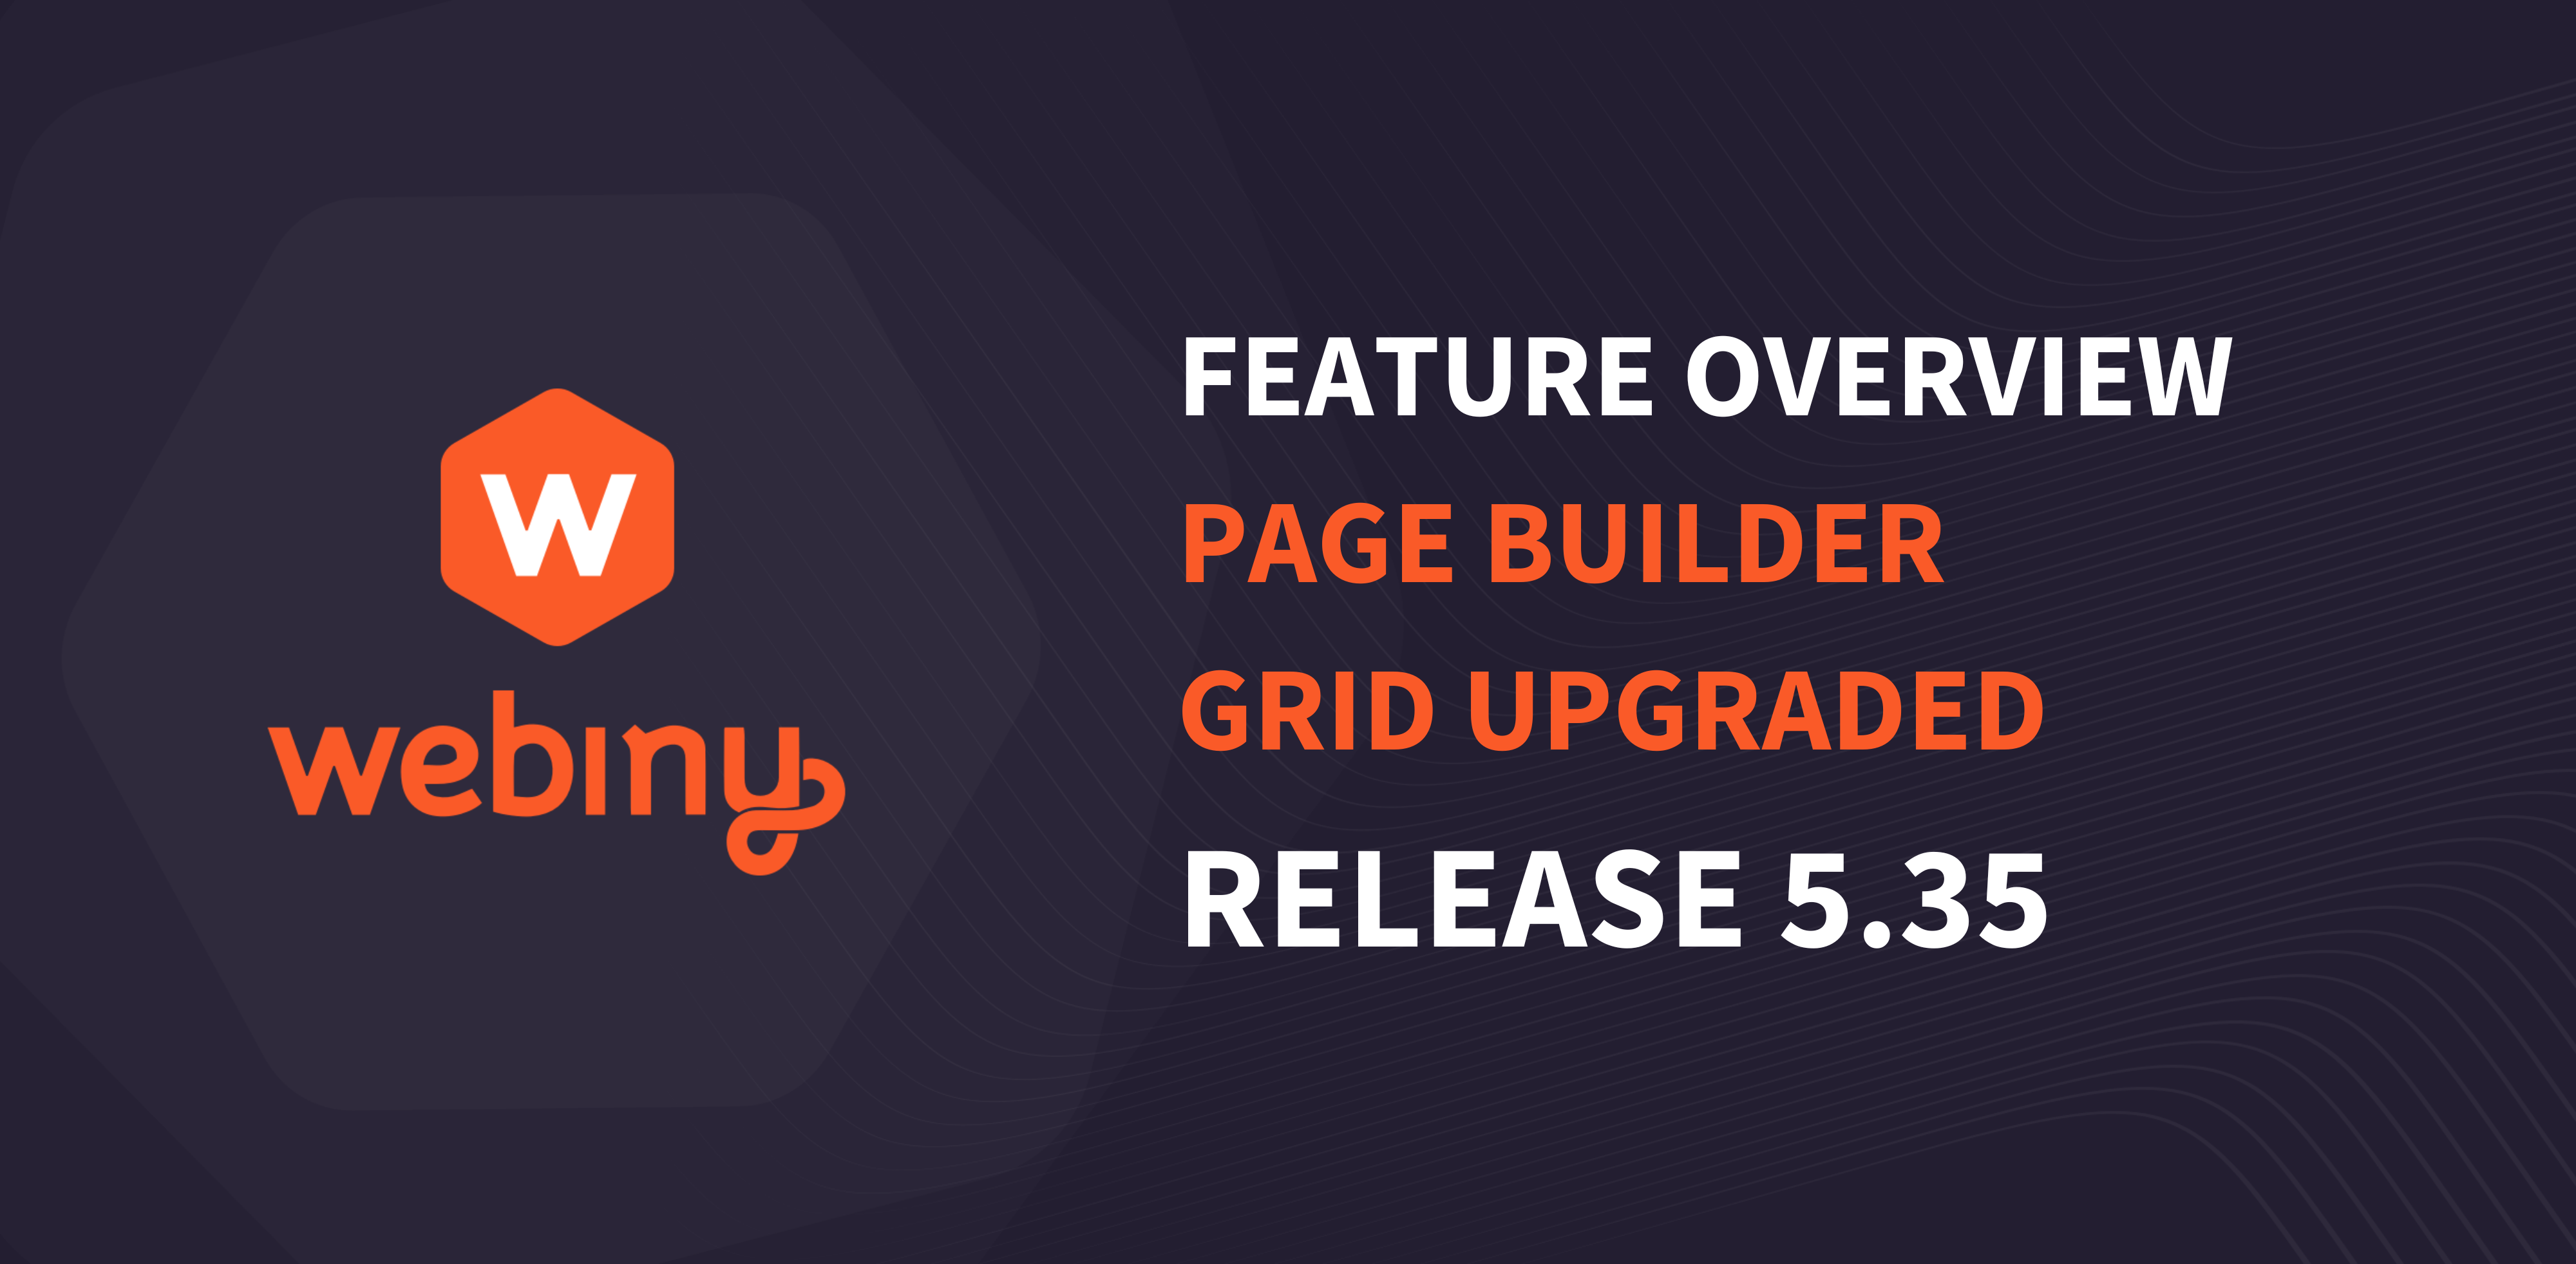 W
webiny
FEATURE OVERVIEW
PAGE BUILDER
GRID UPGRADED
RELEASE 5.35